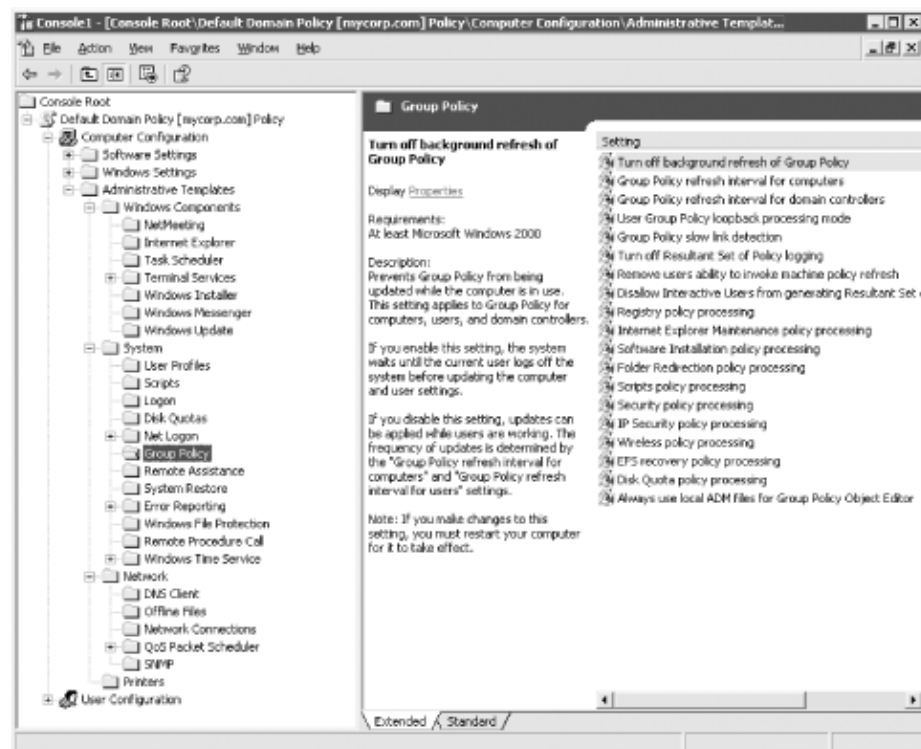 Console1 - [Console Root\Default Domain Policy [mycorp.com] Policy\Computer Configuration\Administrative Templat...
File Action View Favorites Window Help
Console Root
Default Domain Policy [mycorp.com] Policy
Computer Configuration
Software Settings
Windows Settings
Administrative Templates
Windows Components
NetMeeting
Internet Explorer
Task Scheduler
Terminal Services
Windows Installer
Windows Messenger
Windows Update
System
User Profiles
Scripts
Logon
Disk Quotas
Net Logon
Group Policy
Remote Assistance
System Restore
Error Reporting
Windows File Protection
Remote Procedure Call
Windows Time Service
Network
DNS Client
Offline Files
Network Connections
QoS Packet Scheduler
SNMP
Printers
User Configuration
Group Policy
Turn off background refresh of
Group Policy
Display Properties
Requirements:
At least Microsoft Windows 2000
Description:
Prevents Group Policy from being
updated while the computer is in use.
This setting applies to Group Policy for
computers, users, and domain controllers.
If you enable this setting, the system
waits until the current user logs off the
system before updating the computer
and user settings.
If you disable this setting, updates can
be applied while users are working. The
frequency of updates is determined by
the "Group Policy refresh interval for
computers" and "Group Policy refresh
interval for users" settings.
Note: If you make changes to this
setting, you must restart your computer
for it to take effect.
Setting
Turn off background refresh of Group Policy
Group Policy refresh interval for computers
Group Policy refresh interval for domain controllers
User Group Policy loopback processing mode
Group Policy slow link detection
Turn off Resultant Set of Policy logging
Remove users ability to invoke machine policy refresh
Disallow Interactive Users from generating Resultant Set
Registry policy processing
Internet Explorer Maintenance policy processing
Software Installation policy processing
Folder Redirection policy processing
Scripts policy processing
Security policy processing
IP Security policy processing
Wireless policy processing
EFS recovery policy processing
Disk Quota policy processing
Always use local ADM files for Group Policy Object Editor
Extended Standard